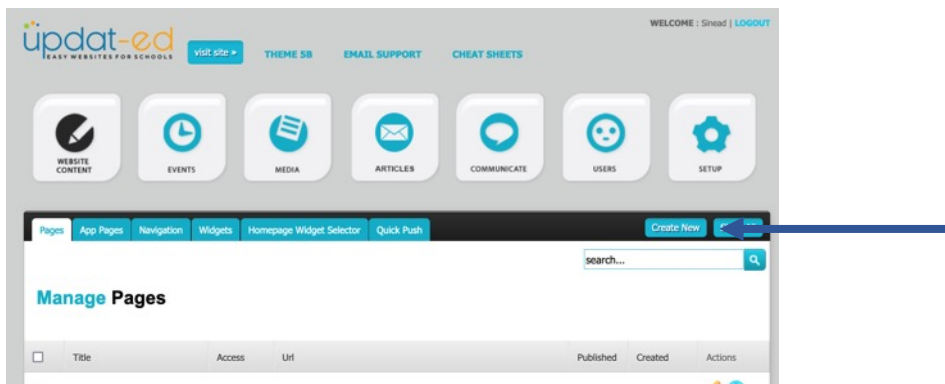 WELCOME : Sinead | LOGOUT
üpdat-ed
EASY WEBSITES FOR SCHOOLS
visit site » THEME SB EMAIL SUPPORT CHEAT SHEETS
WEBSITE CONTENT EVENTS MEDIA ARTICLES COMMUNICATE USERS SETUP
Pages App Pages Navigation Widgets Homepage Widget Selector Quick Push Create New
search...
Manage Pages
Title Access Url Published Created Actions